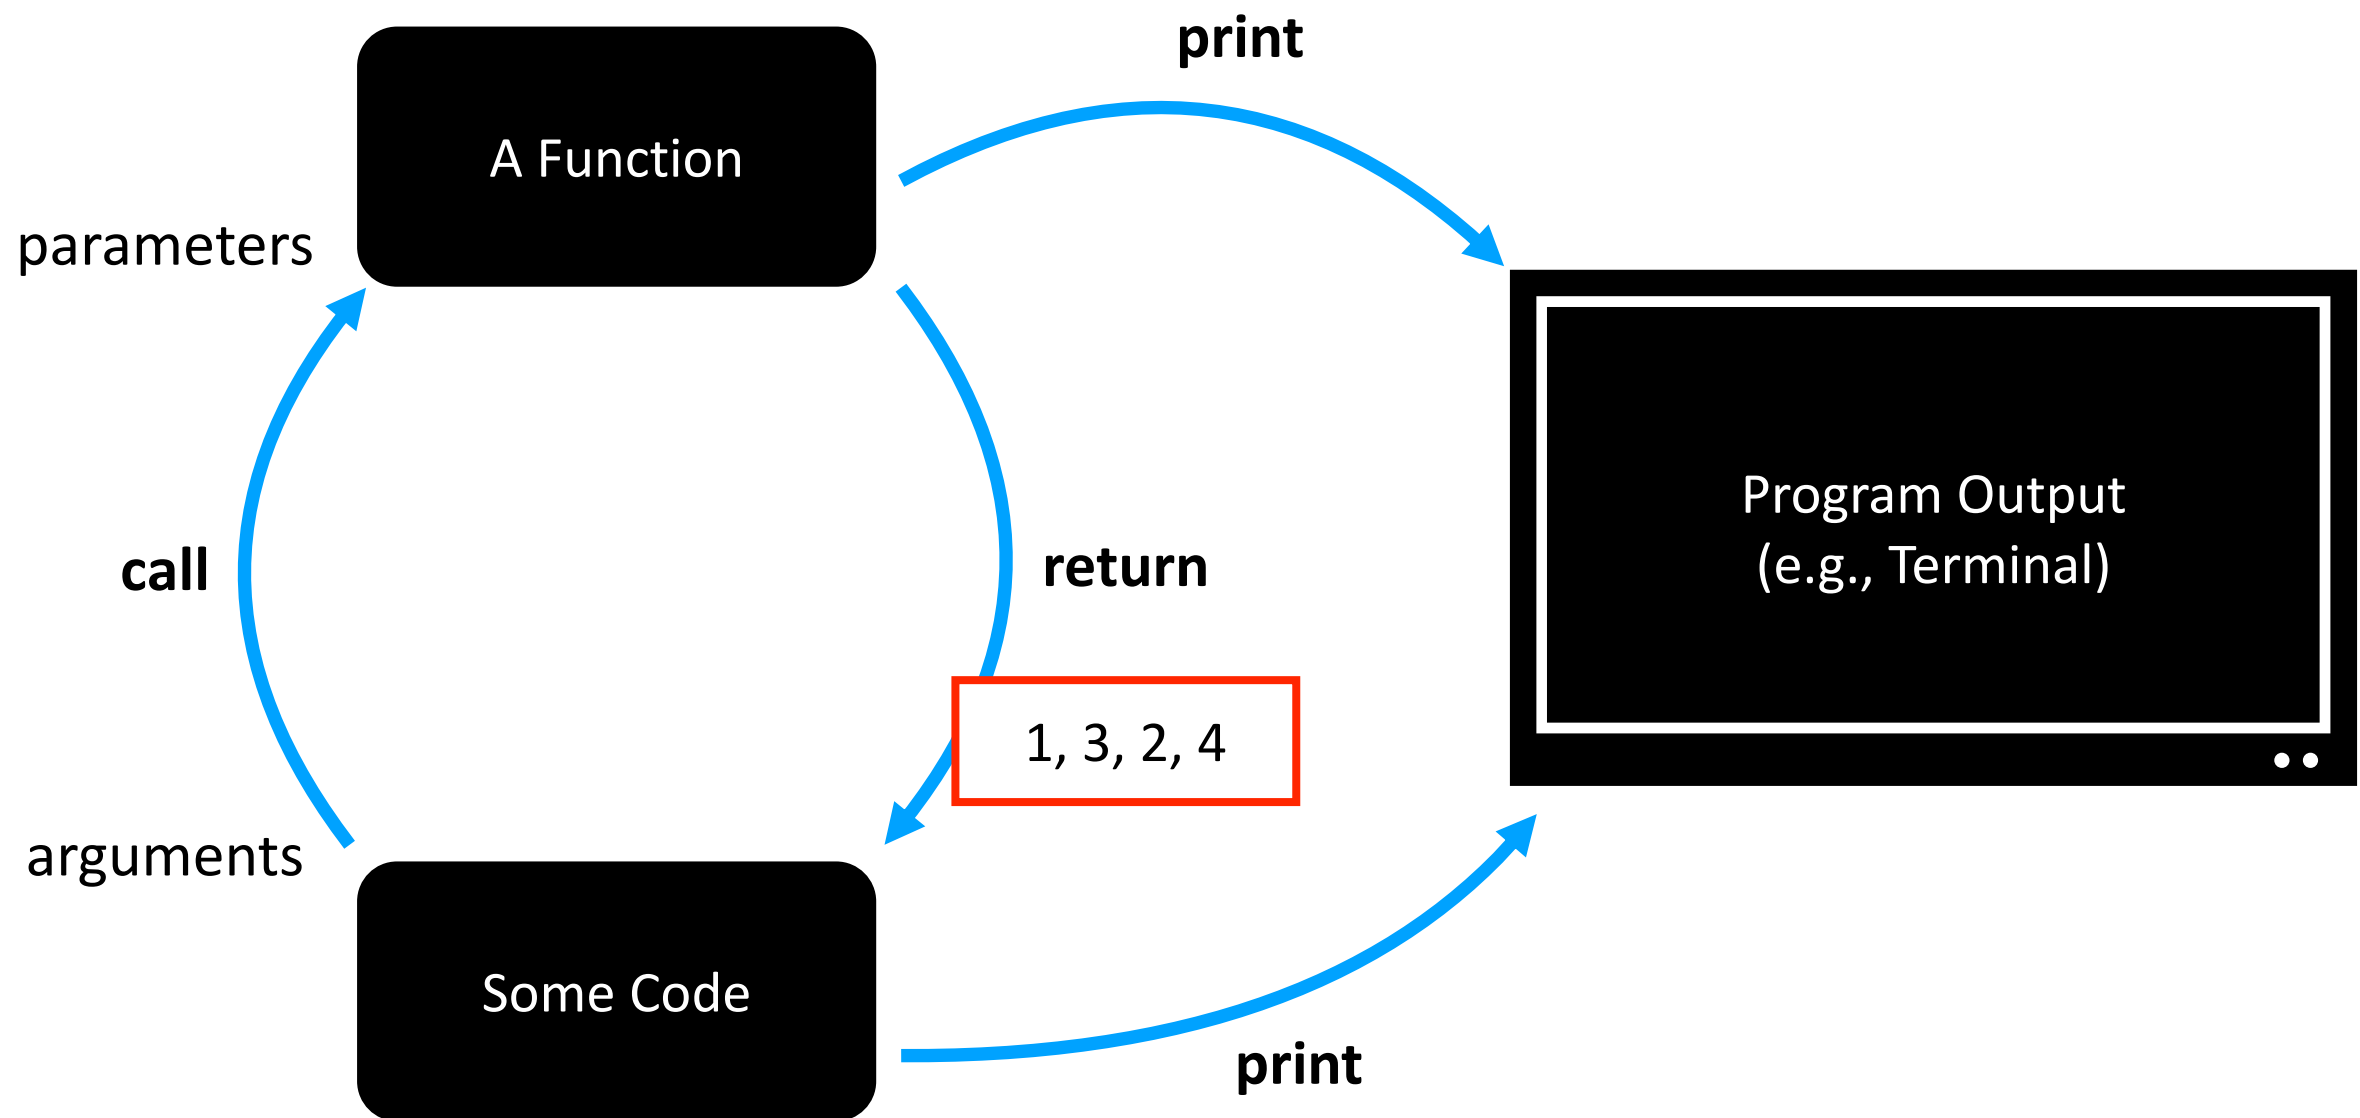 print
A Function
parameters
Program Output
(e.g., Terminal)
call
return
1, 3, 2, 4
arguments
Some Code
print